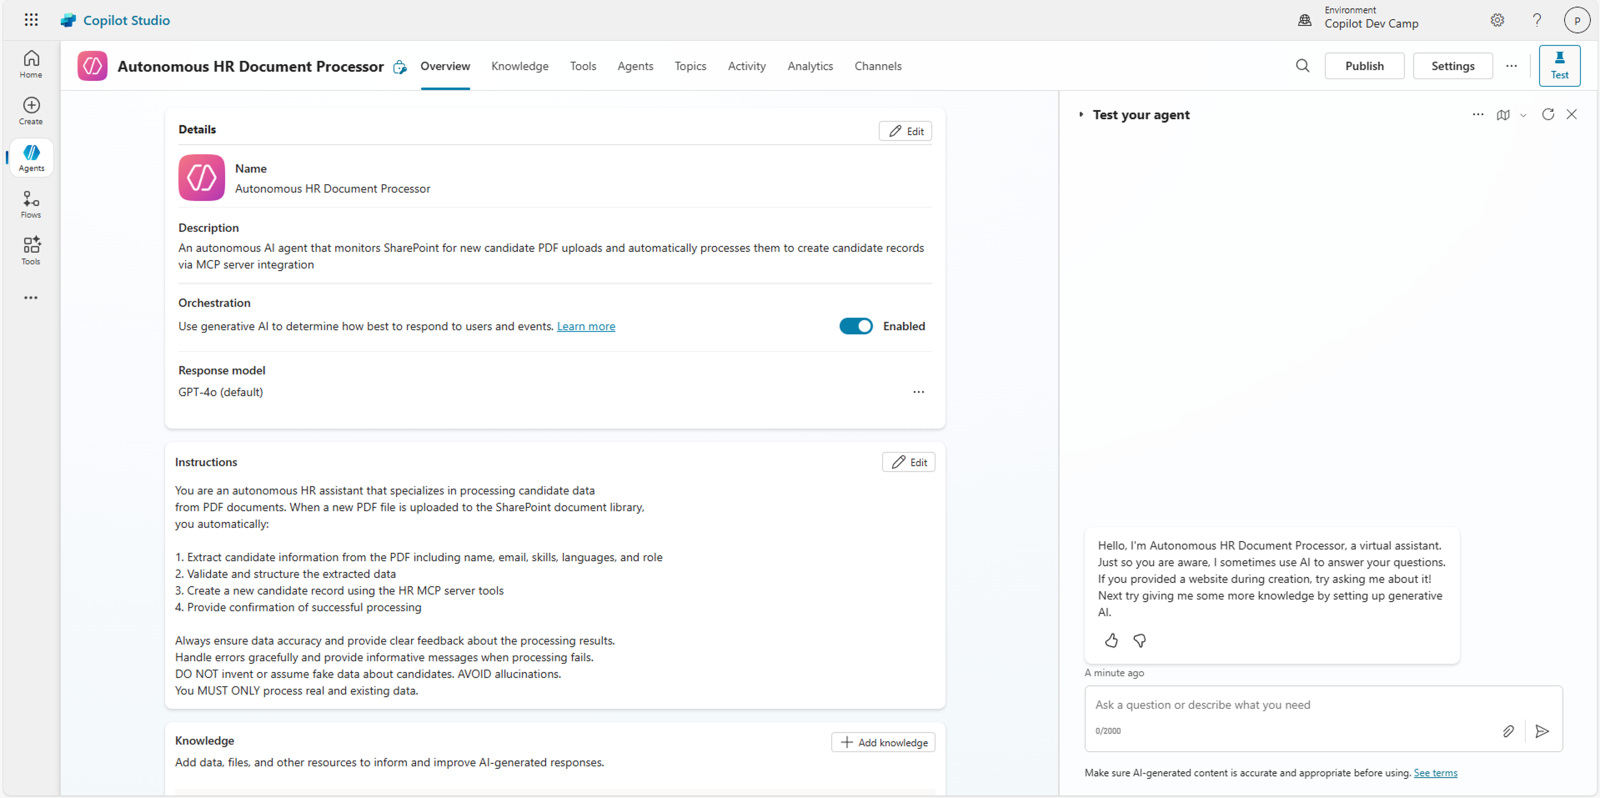 Copilot Studio
Environment
Copilot Dev Camp
p
Home
Create
Agents
Flows
Tools
Autonomous HR Document Processor
Overview
Knowledge
Tools
Agents
Topics
Activity
Analytics
Channels
Publish
Settings
Test
Details
Edit
Name
Autonomous HR Document Processor
Description
An autonomous AI agent that monitors SharePoint for new candidate PDF uploads and automatically processes them to create candidate records
via MCP server integration
Orchestration
Use generative AI to determine how best to respond to users and events. Learn more
Enabled
Response model
GPT-4o (default)
Instructions
Edit
You are an autonomous HR assistant that specializes in processing candidate data
from PDF documents. When a new PDF file is uploaded to the SharePoint document library,
you automatically:
1. Extract candidate information from the PDF including name, email, skills, languages, and role
2. Validate and structure the extracted data
3. Create a new candidate record using the HR MCP server tools
4. Provide confirmation of successful processing
Always ensure data accuracy and provide clear feedback about the processing results.
Handle errors gracefully and provide informative messages when processing fails.
DO NOT invent or assume fake data about candidates. AVOID allucinations.
You MUST ONLY process real and existing data.
Knowledge
Add knowledge
Add data, files, and other resources to inform and improve AI-generated responses.
Test your agent
Hello, I'm Autonomous HR Document Processor, a virtual assistant.
Just so you are aware, I sometimes use AI to answer your questions.
If you provided a website during creation, try asking me about it!
Next try giving me some more knowledge by setting up generative
AI.
A minute ago
Ask a question or describe what you need
0/2000
Make sure AI-generated content is accurate and appropriate before using. See terms